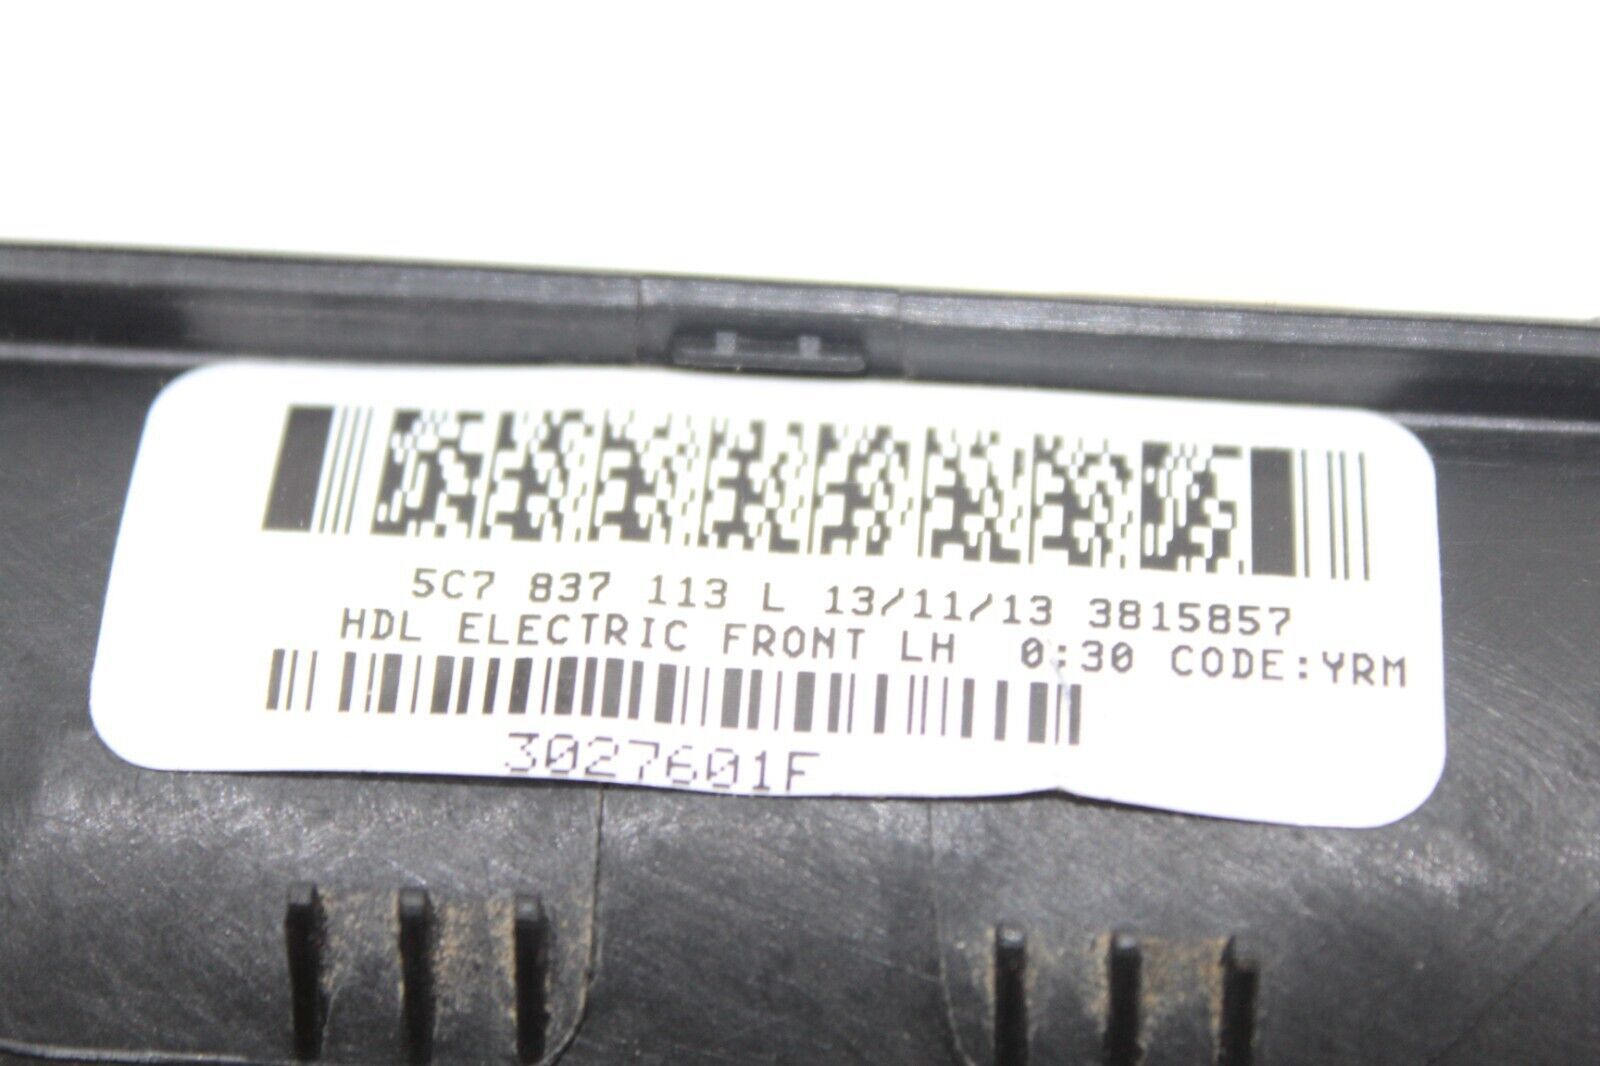 5C7 837 113 L 13/11/13 3815857
HDL ELECTRIC FRONT LH 0:30 CODE:YRM
3027601F